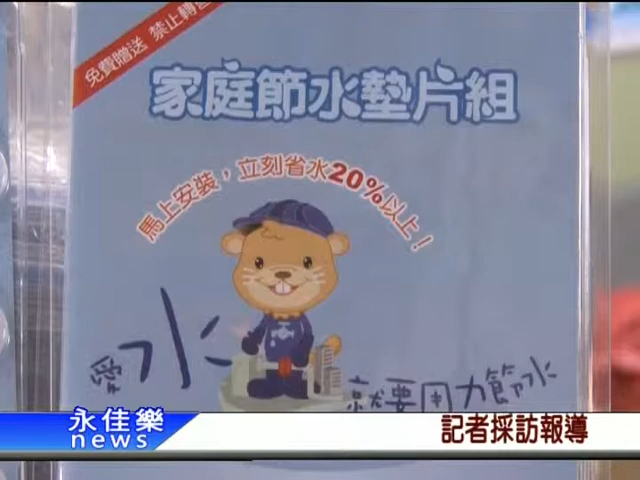 免費贈送 禁止轉售
家庭節水墊片組
馬上安裝，立刻省水20%以上！
愛水
就要用力節水
永佳樂
news
記者採訪報導